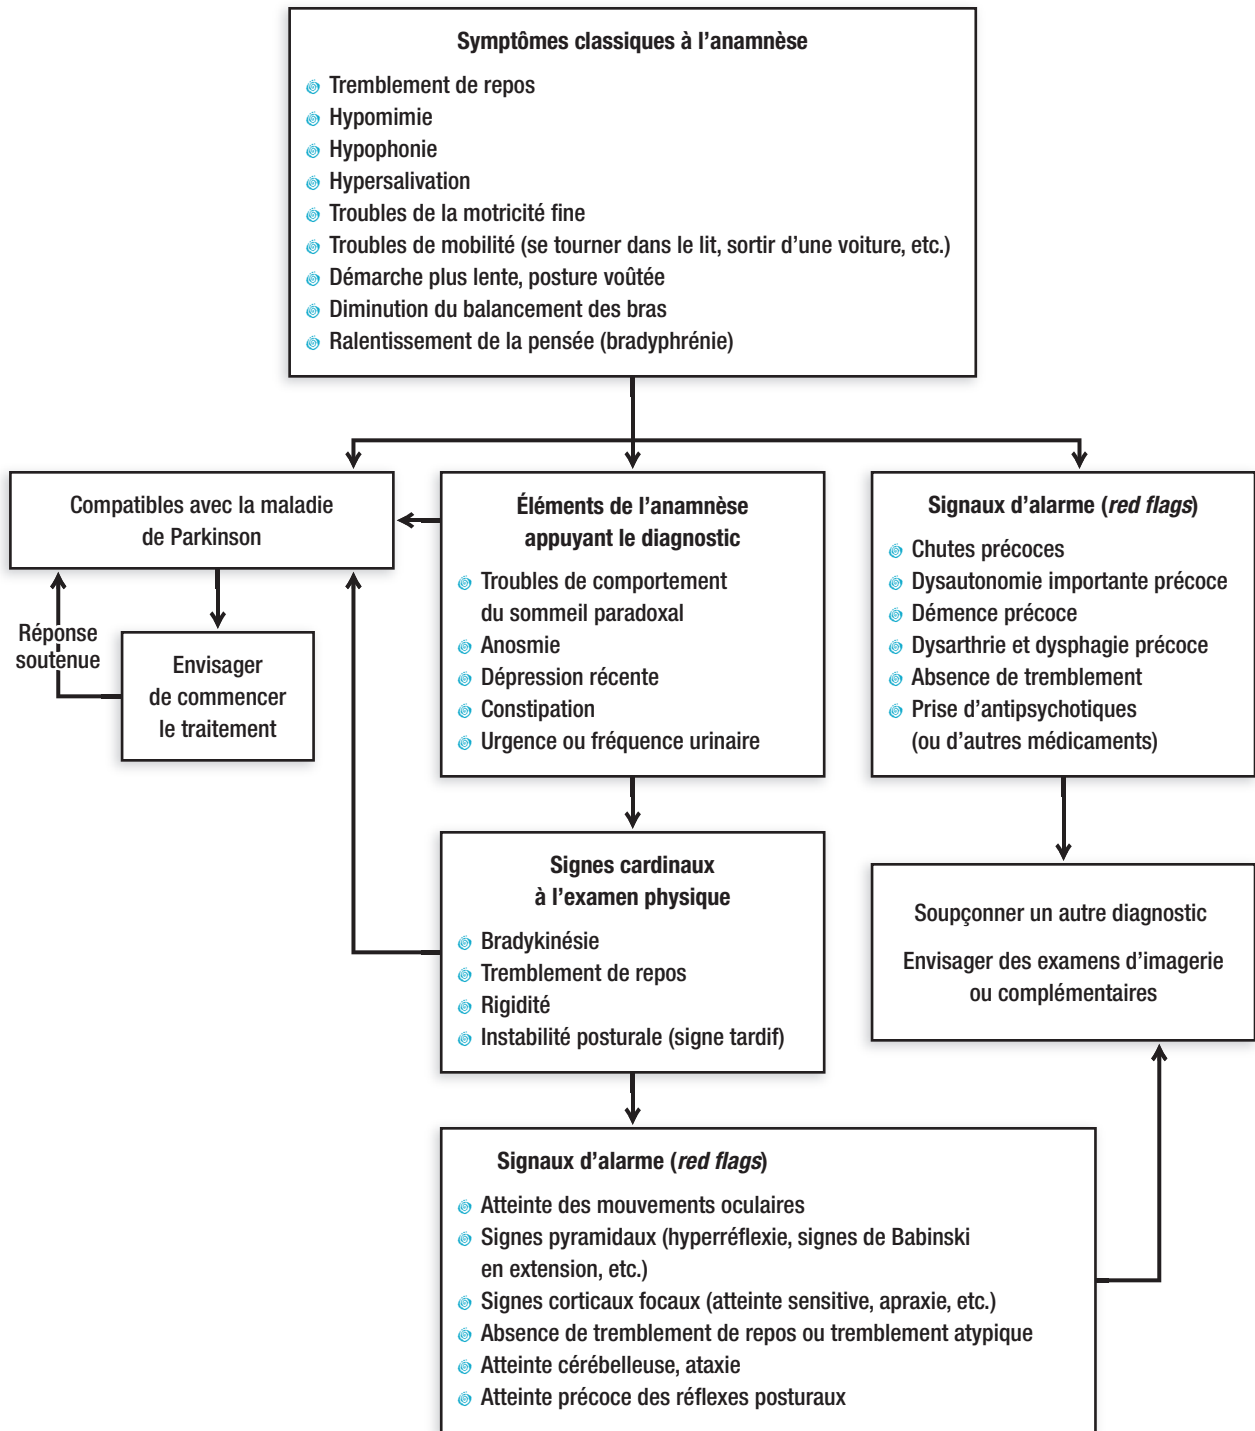 Symptômes classiques à l’anamnèse
Tremblement de repos
Hypomimie
Hypophonie
Hypersalivation
Troubles de la motricité fine
Troubles de mobilité (se tourner dans le lit, sortir d’une voiture, etc.)
Démarche plus lente, posture voûtée
Diminution du balancement des bras
Ralentissement de la pensée (bradyphrénie)
Compatibles avec la maladie
de Parkinson
Réponse
soutenue
Envisager
de commencer
le traitement
Éléments de l’anamnèse
appuyant le diagnostic
Troubles de comportement
du sommeil paradoxal
Anosmie
Dépression récente
Constipation
Urgence ou fréquence urinaire
Signaux d’alarme (red flags)
Chutes précoces
Dysautonomie importante précoce
Démence précoce
Dysarthrie et dysphagie précoce
Absence de tremblement
Prise d’antipsychotiques
(ou d’autres médicaments)
Signes cardinaux
à l’examen physique
Bradykinésie
Tremblement de repos
Rigidité
Instabilité posturale (signe tardif)
Soupçonner un autre diagnostic
Envisager des examens d’imagerie
ou complémentaires
Signaux d’alarme (red flags)
Atteinte des mouvements oculaires
Signes pyramidaux (hyperréflexie, signes de Babinski
en extension, etc.)
Signes corticaux focaux (atteinte sensitive, apraxie, etc.)
Absence de tremblement de repos ou tremblement atypique
Atteinte cérébelleuse, ataxie
Atteinte précoce des réflexes posturaux